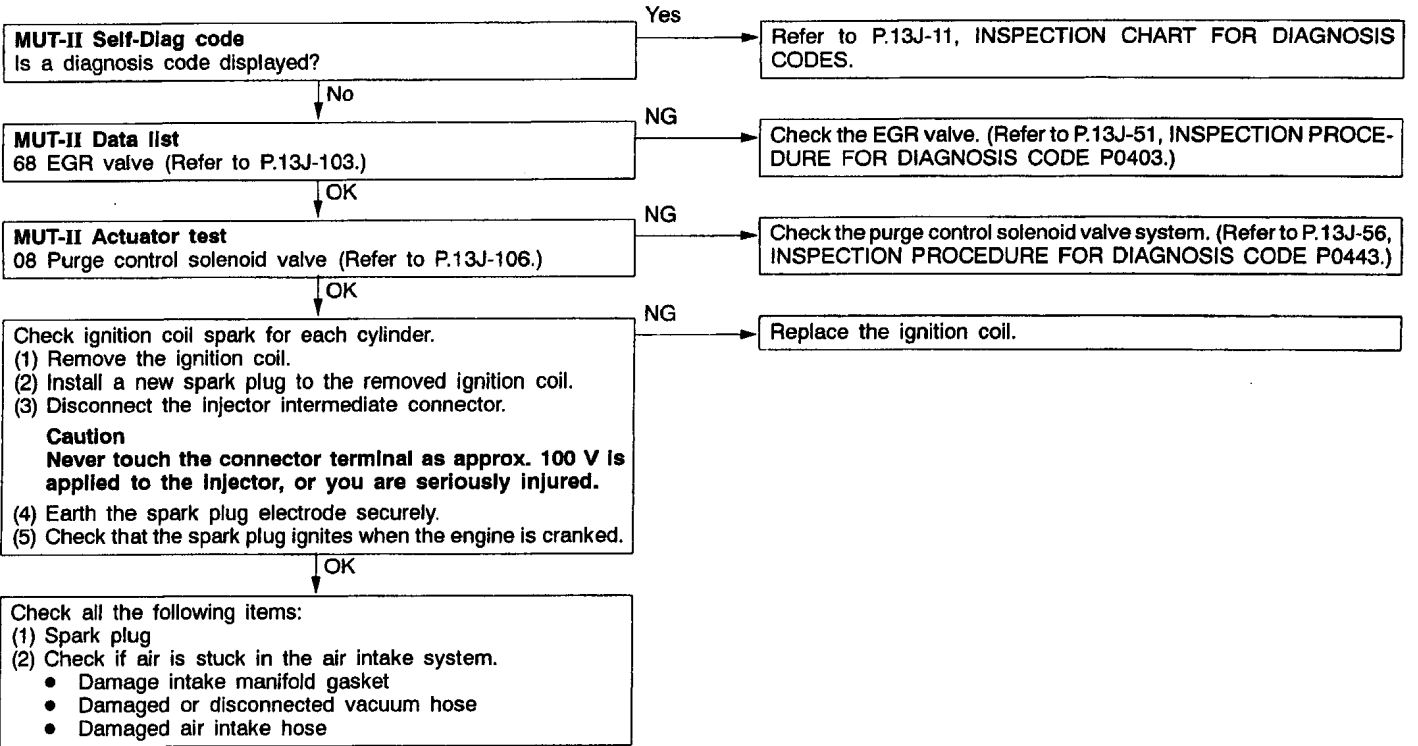 MUT-II Self-Diag code
Is a diagnosis code displayed?
Yes
Refer to P.13J-11, INSPECTION CHART FOR DIAGNOSIS
CODES.
No
MUT-II Data list
68 EGR valve (Refer to P.13J-103.)
NG
Check the EGR valve. (Refer to P.13J-51, INSPECTION PROCE-
DURE FOR DIAGNOSIS CODE P0403.)
OK
MUT-II Actuator test
08 Purge control solenoid valve (Refer to P.13J-106.)
NG
Check the purge control solenoid valve system. (Refer to P.13J-56,
INSPECTION PROCEDURE FOR DIAGNOSIS CODE P0443.)
OK
Check ignition coil spark for each cylinder.
(1) Remove the ignition coil.
(2) Install a new spark plug to the removed ignition coil.
(3) Disconnect the injector intermediate connector.
Caution
Never touch the connector terminal as approx. 100 V is
applied to the injector, or you are seriously injured.
(4) Earth the spark plug electrode securely.
(5) Check that the spark plug ignites when the engine is cranked.
NG
Replace the ignition coil.
OK
Check all the following items:
(1) Spark plug
(2) Check if air is stuck in the air intake system.
• Damage intake manifold gasket
• Damaged or disconnected vacuum hose
• Damaged air intake hose